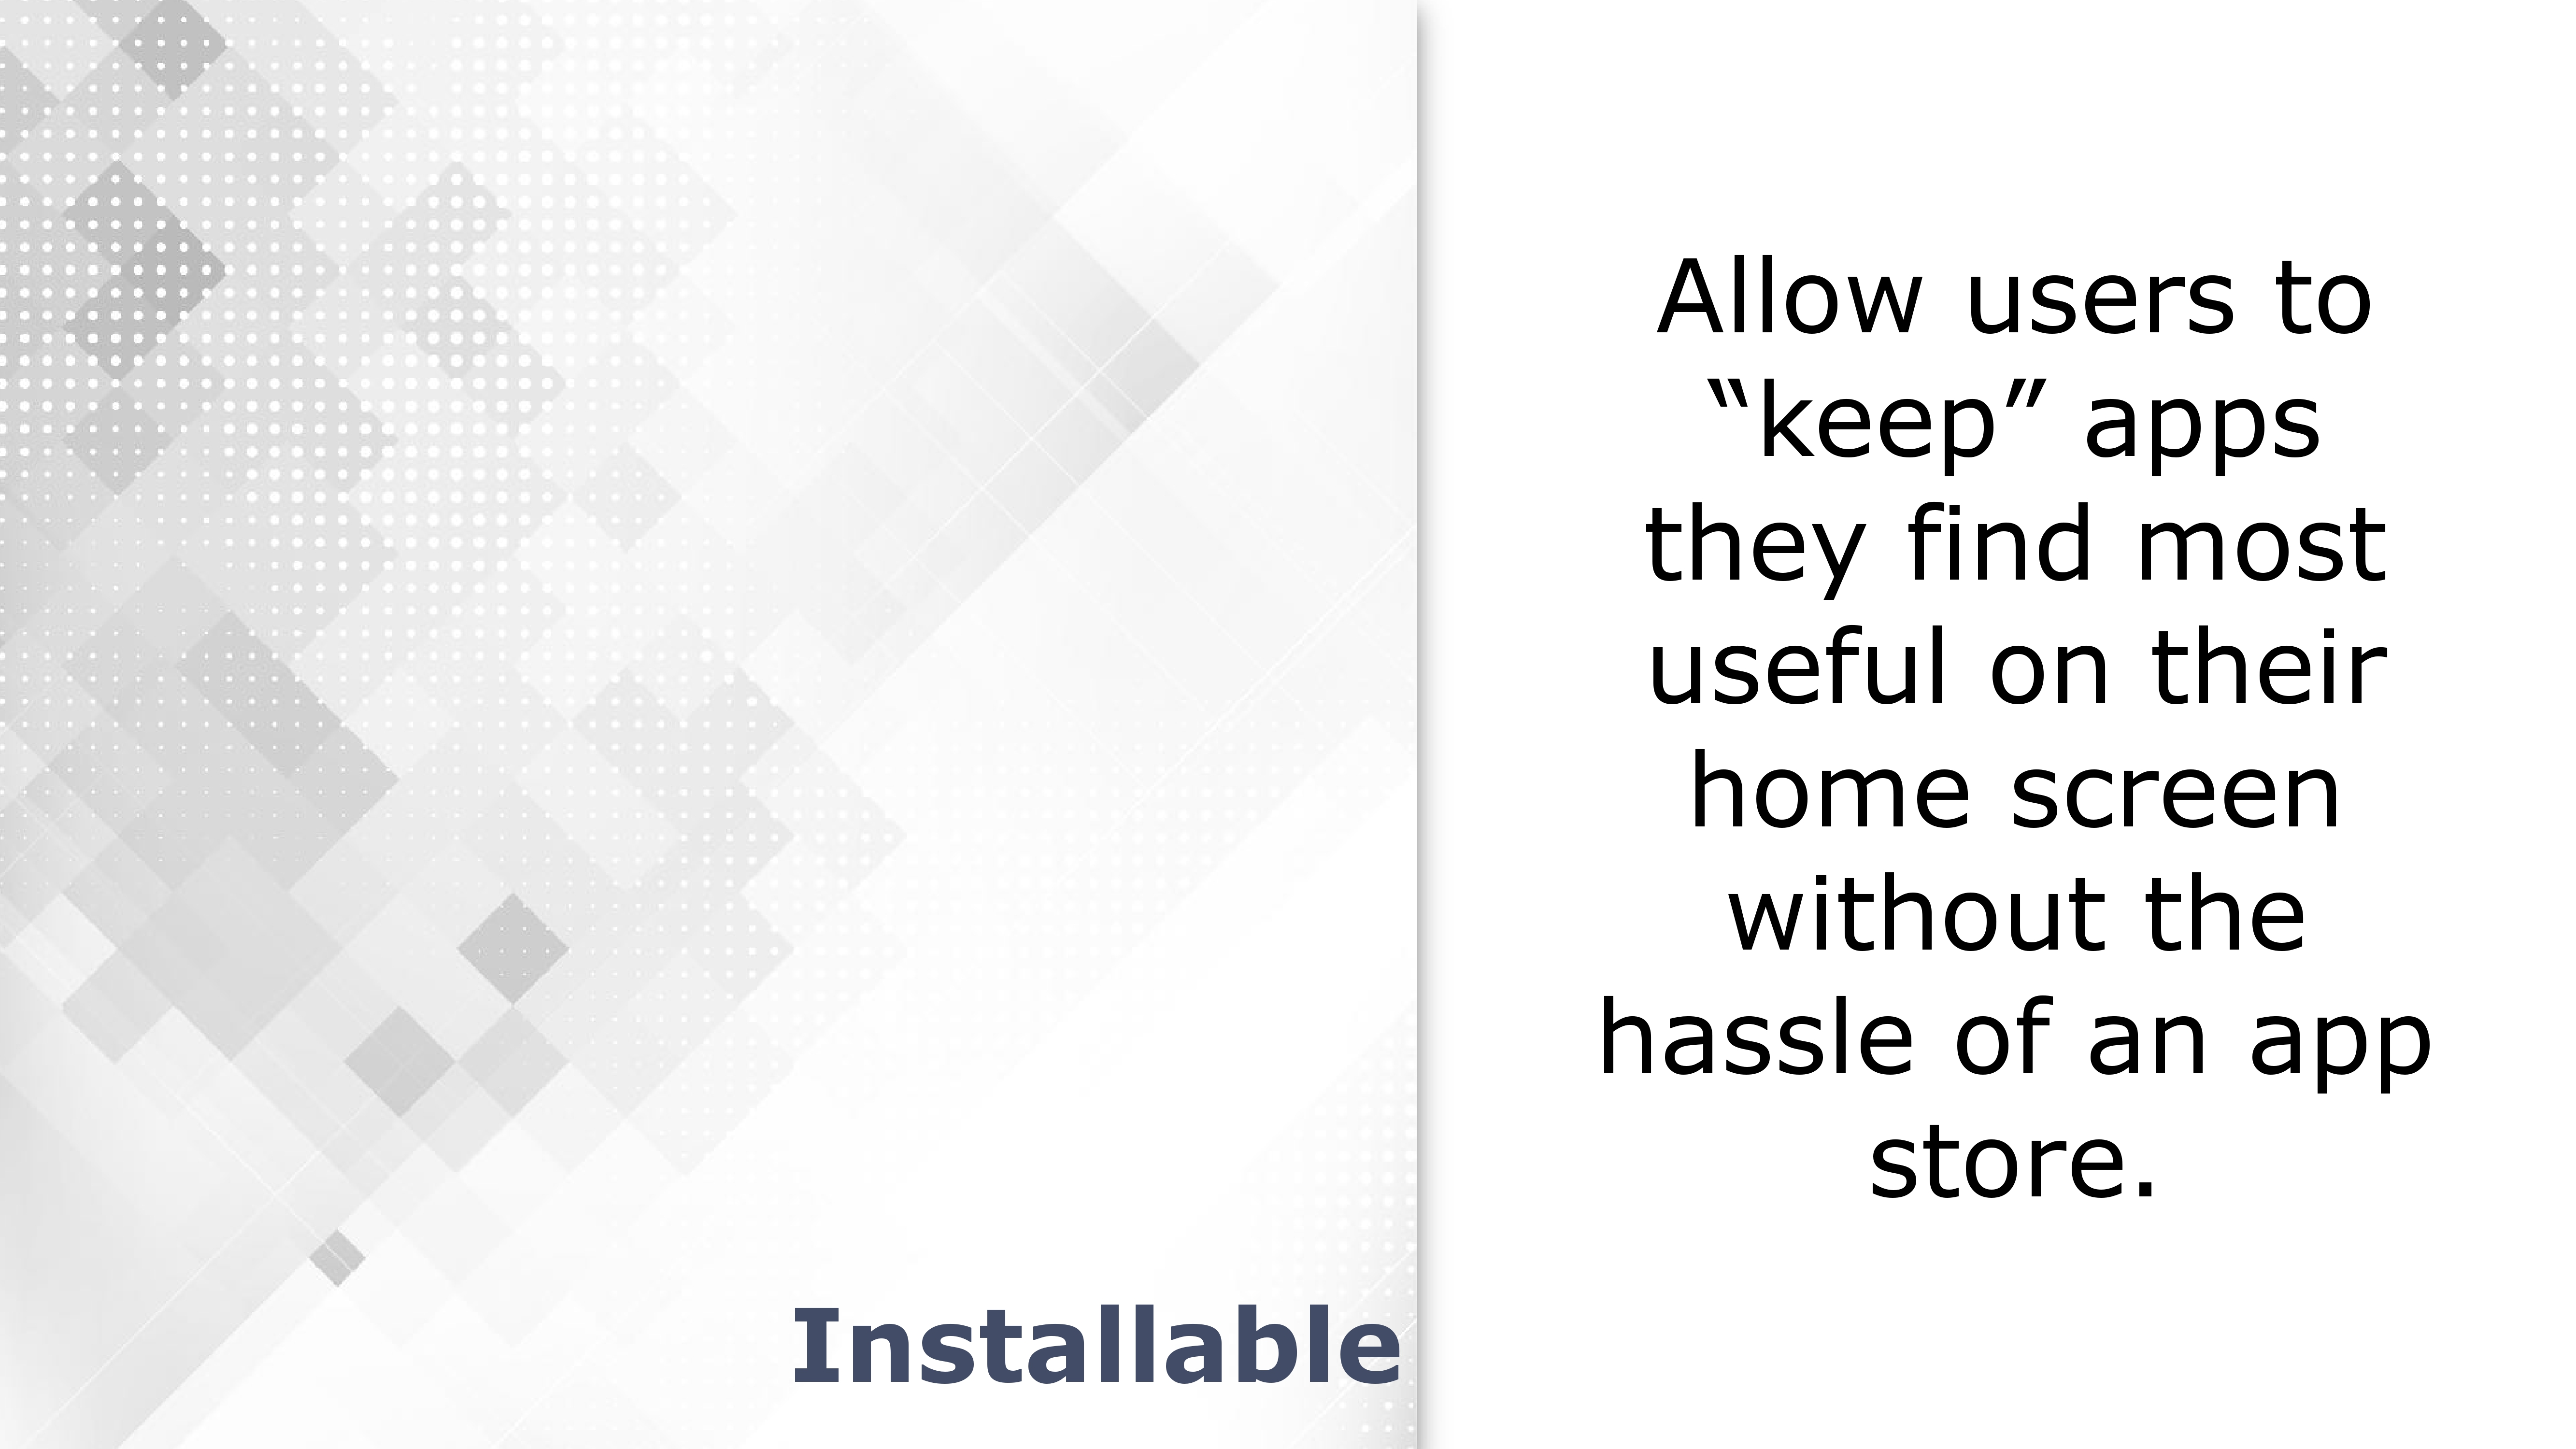 Allow users to
“keep” apps
they find most
useful on their
home screen
without the
hassle of an app
store.
Installable